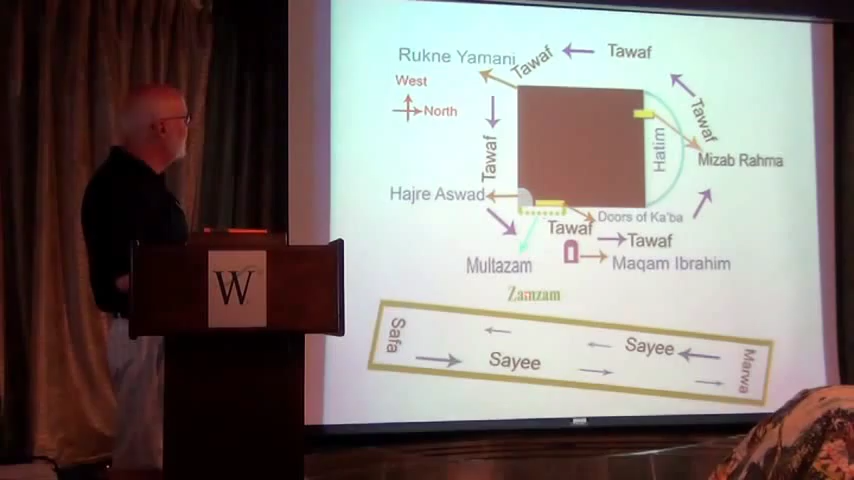 Rukne Yamani
Tawaf
Tawaf
West
North
Tawaf
Tawaf
Hatim
Mizab Rahma
Hajre Aswad
Doors of Ka'ba
Tawaf
Tawaf
Multazam
Maqam Ibrahim
Zamzam
Safa
Sayee
Sayee
Marwa
W